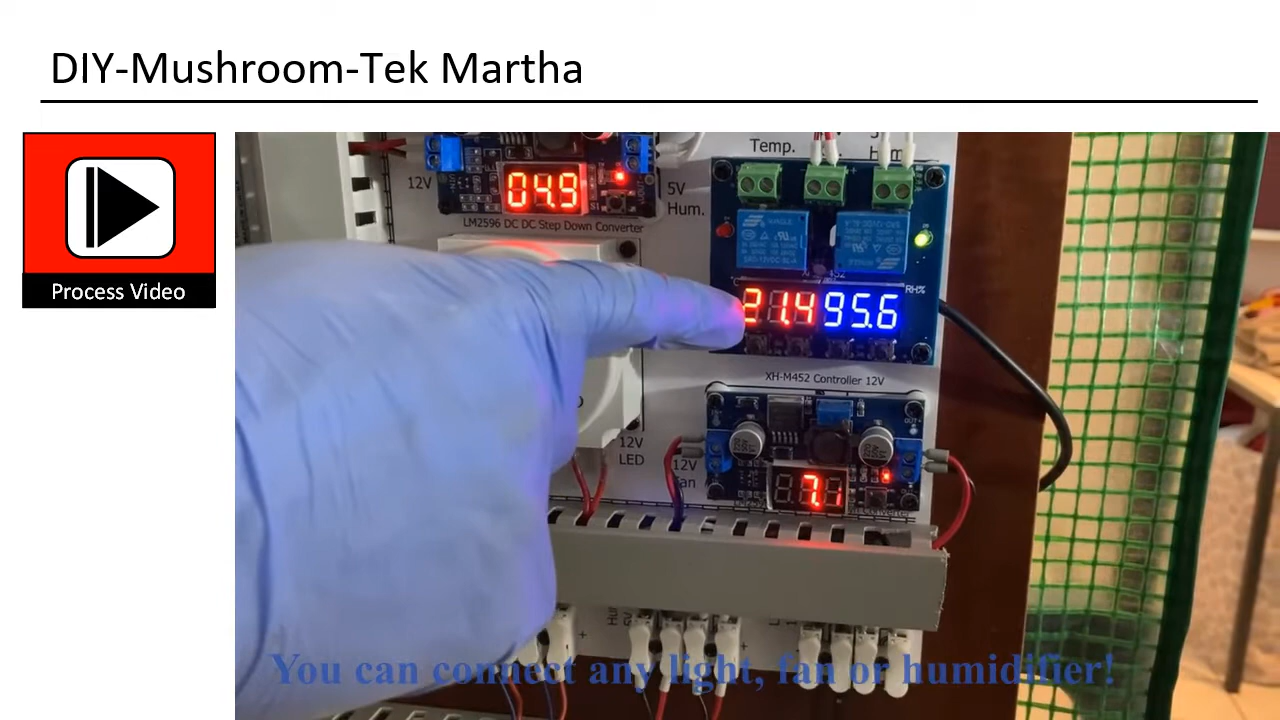 DIY-Mushroom-Tek Martha
Process Video
Temp.
12V
04.9
5V
Hum.
LM2596 DC DC Step Down Converter
21.4 95.6
RH%
XH-M452 Controller 12V
12V
LED
12V
7.1
You can connect any light, fan or humidifier!